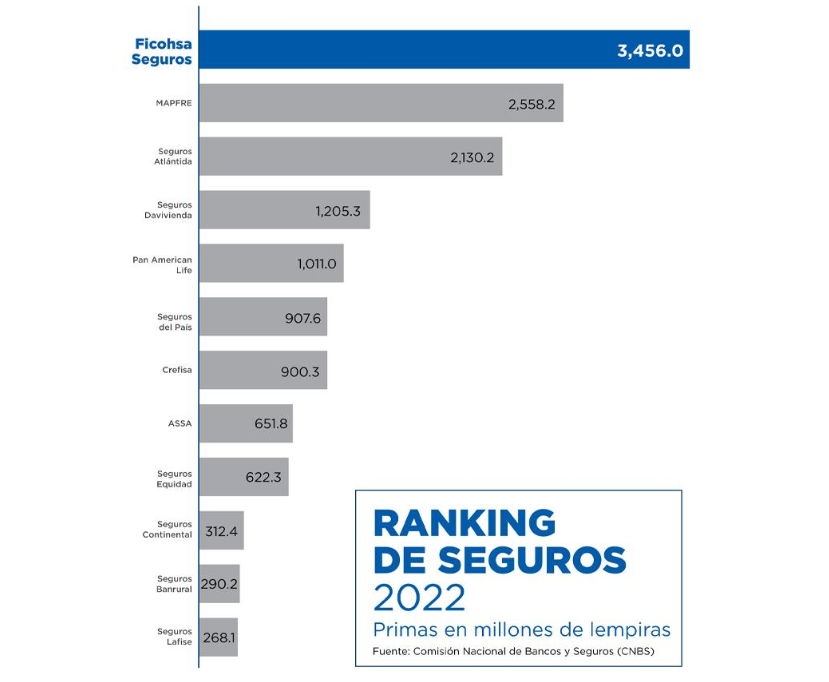 Ficohsa
Seguros
3,456.0
MAPFRE
2,558.2
Seguros
Atlántida
2,130.2
Seguros
Davivienda
1,205.3
Pan American
Life
1,011.0
Seguros
del País
907.6
Crefisa
900.3
ASSA
651.8
Seguros
Equidad
622.3
Seguros
Continental
312.4
Seguros
Banrural
290.2
Seguros
Lafise
268.1
RANKING
DE SEGUROS
2022
Primas en millones de lempiras
Fuente: Comisión Nacional de Bancos y Seguros (CNBS)